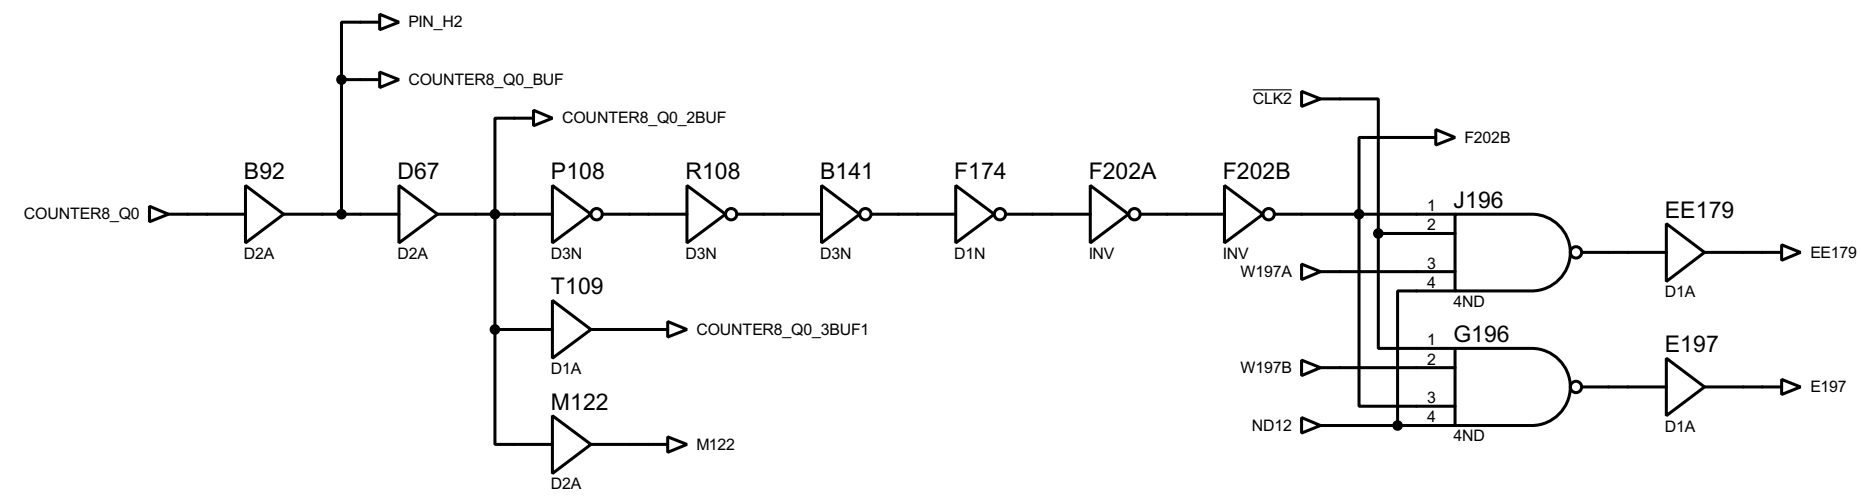 PIN_H2
COUNTER8_Q0_BUF
CLK2
COUNTER8_Q0_2BUF
F202B
B92
D67
P108
R108
B141
F174
F202A
F202B
J196
COUNTER8_Q0
1
2
EE179
D2A
D2A
D3N
D3N
D3N
D1N
INV
INV
EE179
W197A
3
4
T109
D1A
4ND
COUNTER8_Q0_3BUF1
G196
1
E197
D1A
W197B
2
E197
M122
3
ND12
4
D1A
4ND
M122
D2A